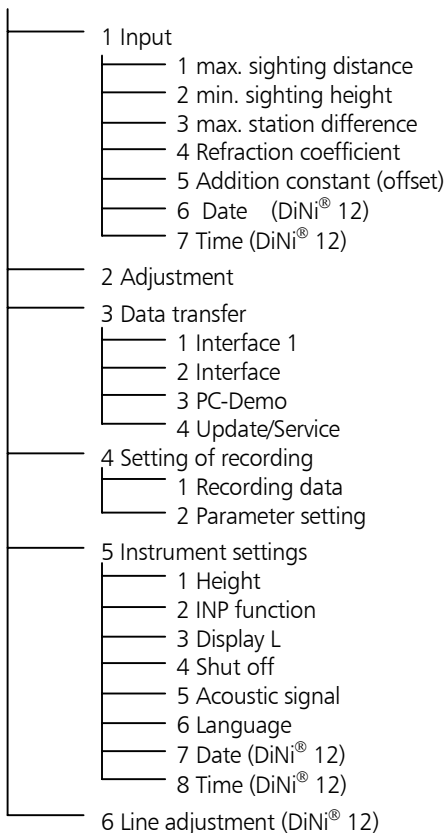 1 Input
1 max. sighting distance
2 min. sighting height
3 max. station difference
4 Refraction coefficient
5 Addition constant (offset)
6 Date (DiNi® 12)
7 Time (DiNi® 12)
2 Adjustment
3 Data transfer
1 Interface 1
2 Interface
3 PC-Demo
4 Update/Service
4 Setting of recording
1 Recording data
2 Parameter setting
5 Instrument settings
1 Height
2 INP function
3 Display L
4 Shut off
5 Acoustic signal
6 Language
7 Date (DiNi® 12)
8 Time (DiNi® 12)
6 Line adjustment (DiNi® 12)